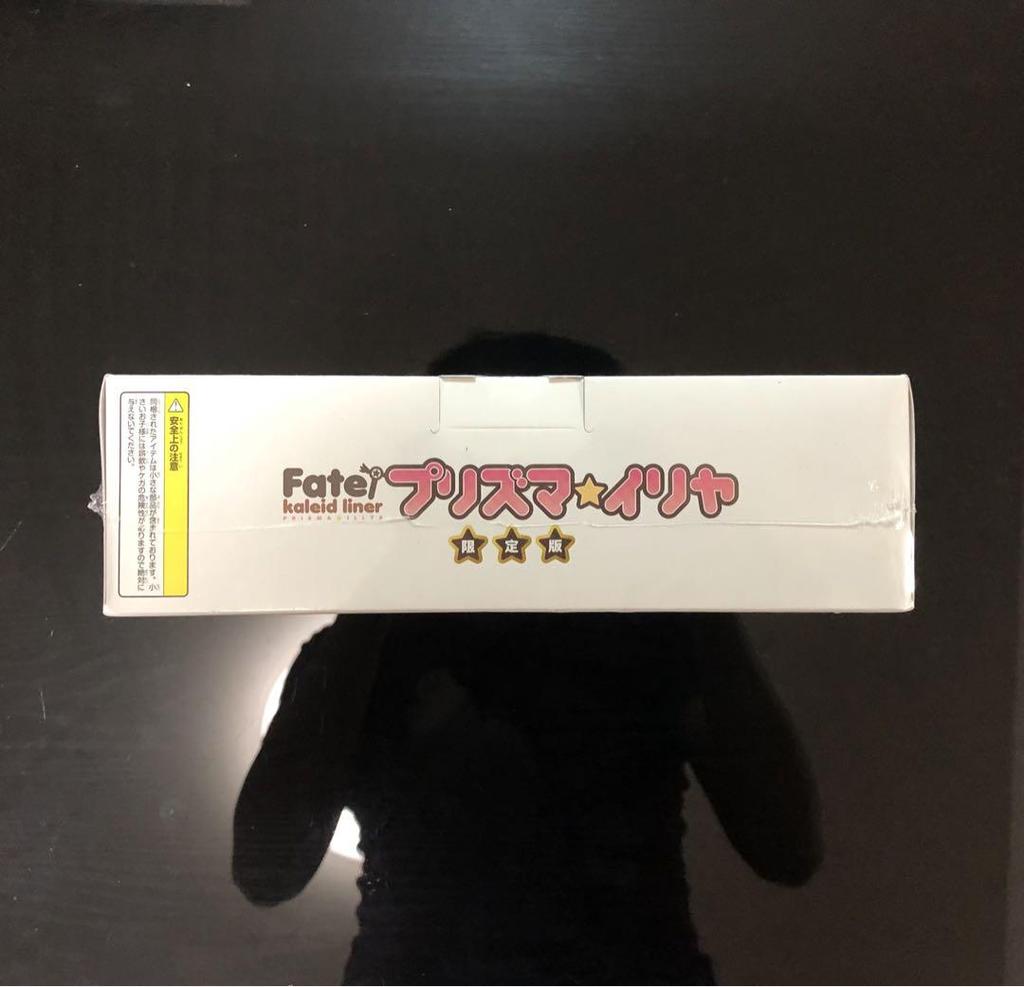 安全上の注意
同梱されたアイテムは小さな部品が含まれております。小
さいお子様には誤飲やケガの危険性がありますので絶対に
与えないでください。
Fate/
kaleid liner
PRISMA☆ILLYA
プリズマ☆イリヤ
限定版